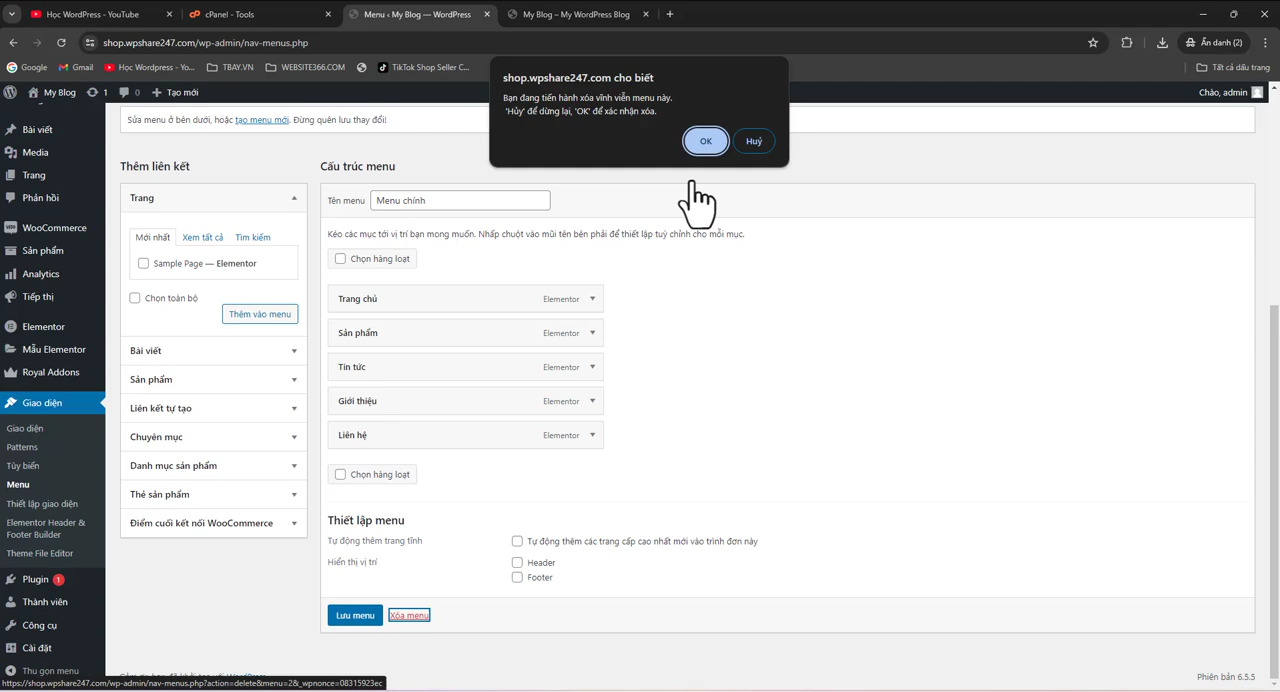 Học WordPress - YouTube
cPanel - Tools
Menu ‹ My Blog — WordPress
My Blog – My WordPress Blog
shop.wpshare247.com/wp-admin/nav-menus.php
Ẩn danh (2)
Google
Gmail
Học Wordpress - Yo...
TBAY.VN
WEBSITE366.COM
TikTok Shop Seller C...
Tất cả dấu trang
My Blog
1
0
Tạo mới
Chào, admin
shop.wpshare247.com cho biết
Bạn đang tiến hành xóa vĩnh viễn menu này.
'Hủy' để dừng lại, 'OK' để xác nhận xóa.
OK
Huỷ
Bài viết
Media
Trang
Phản hồi
WooCommerce
Sản phẩm
Analytics
Tiếp thị
Elementor
Mẫu Elementor
Royal Addons
Giao diện
Giao diện
Patterns
Tùy biến
Menu
Thiết lập giao diện
Elementor Header &
Footer Builder
Theme File Editor
Plugin 1
Thành viên
Công cụ
Cài đặt
Thu gọn menu
Sửa menu ở bên dưới, hoặc tạo menu mới. Đừng quên lưu thay đổi!
Thêm liên kết
Trang
Mới nhất
Xem tất cả
Tìm kiếm
Sample Page — Elementor
Chọn toàn bộ
Thêm vào menu
Bài viết
Sản phẩm
Liên kết tự tạo
Chuyên mục
Danh mục sản phẩm
Thẻ sản phẩm
Điểm cuối kết nối WooCommerce
Cấu trúc menu
Tên menu
Menu chính
Kéo các mục tới vị trí bạn mong muốn. Nhấp chuột vào mũi tên bên phải để thiết lập tuỳ chỉnh cho mỗi mục.
Chọn hàng loạt
Trang chủ Elementor
Sản phẩm Elementor
Tin tức Elementor
Giới thiệu Elementor
Liên hệ Elementor
Chọn hàng loạt
Thiết lập menu
Tự động thêm trang tĩnh
Tự động thêm các trang cấp cao nhất mới vào trình đơn này
Hiển thị vị trí
Header
Footer
Lưu menu
Xóa menu
Phiên bản 6.5.5
https://shop.wpshare247.com/wp-admin/nav-menus.php?action=delete&menu=2&_wpnonce=08315923ec